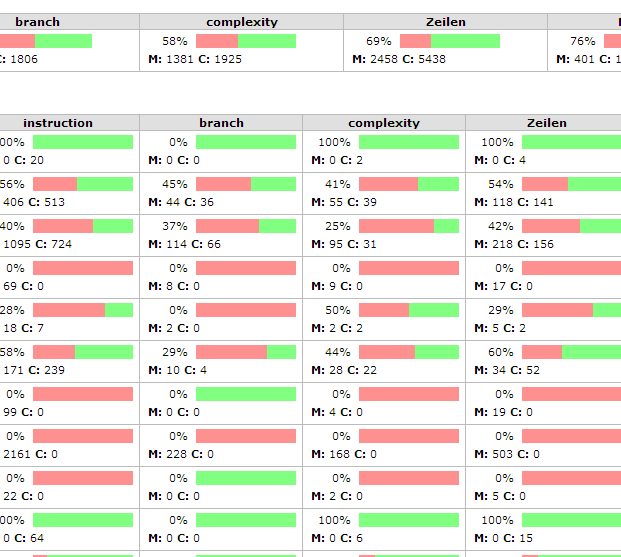 branch complexity Zeilen
58% 69% 76%
C: 1806 M: 1381 C: 1925 M: 2458 C: 5438 M: 401 C: 1
instruction branch complexity Zeilen
00% 0% 100% 100%
0 C: 20 M: 0 C: 0 M: 0 C: 2 M: 0 C: 4
56% 45% 41% 54%
406 C: 513 M: 44 C: 36 M: 55 C: 39 M: 118 C: 141
40% 37% 25% 42%
1095 C: 724 M: 114 C: 66 M: 95 C: 31 M: 218 C: 156
0% 0% 0% 0%
69 C: 0 M: 8 C: 0 M: 9 C: 0 M: 17 C: 0
28% 0% 50% 29%
18 C: 7 M: 2 C: 0 M: 2 C: 2 M: 5 C: 2
58% 29% 44% 60%
171 C: 239 M: 10 C: 4 M: 28 C: 22 M: 34 C: 52
0% 0% 0% 0%
99 C: 0 M: 0 C: 0 M: 4 C: 0 M: 19 C: 0
0% 0% 0% 0%
2161 C: 0 M: 228 C: 0 M: 168 C: 0 M: 503 C: 0
0% 0% 0% 0%
22 C: 0 M: 0 C: 0 M: 2 C: 0 M: 5 C: 0
00% 0% 100% 100%
0 C: 64 M: 0 C: 0 M: 0 C: 6 M: 0 C: 15